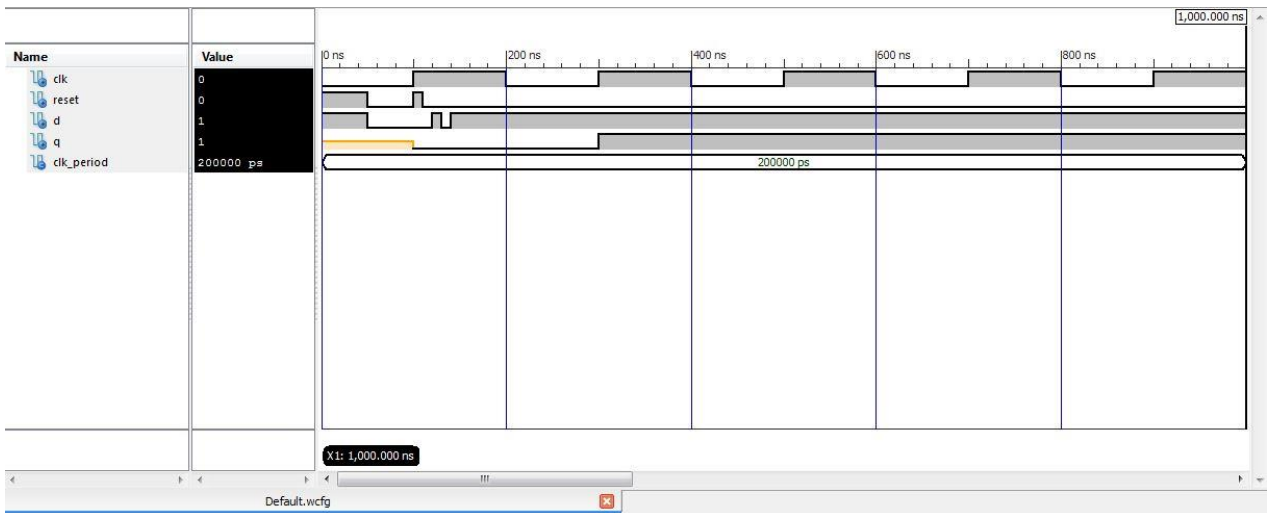 1,000.000 ns
Name Value 0 ns 200 ns 400 ns 600 ns 800 ns
clk 0
reset 0
d 1
q 1
clk_period 200000 ps 200000 ps
X1: 1,000.000 ns
Default.wcfg